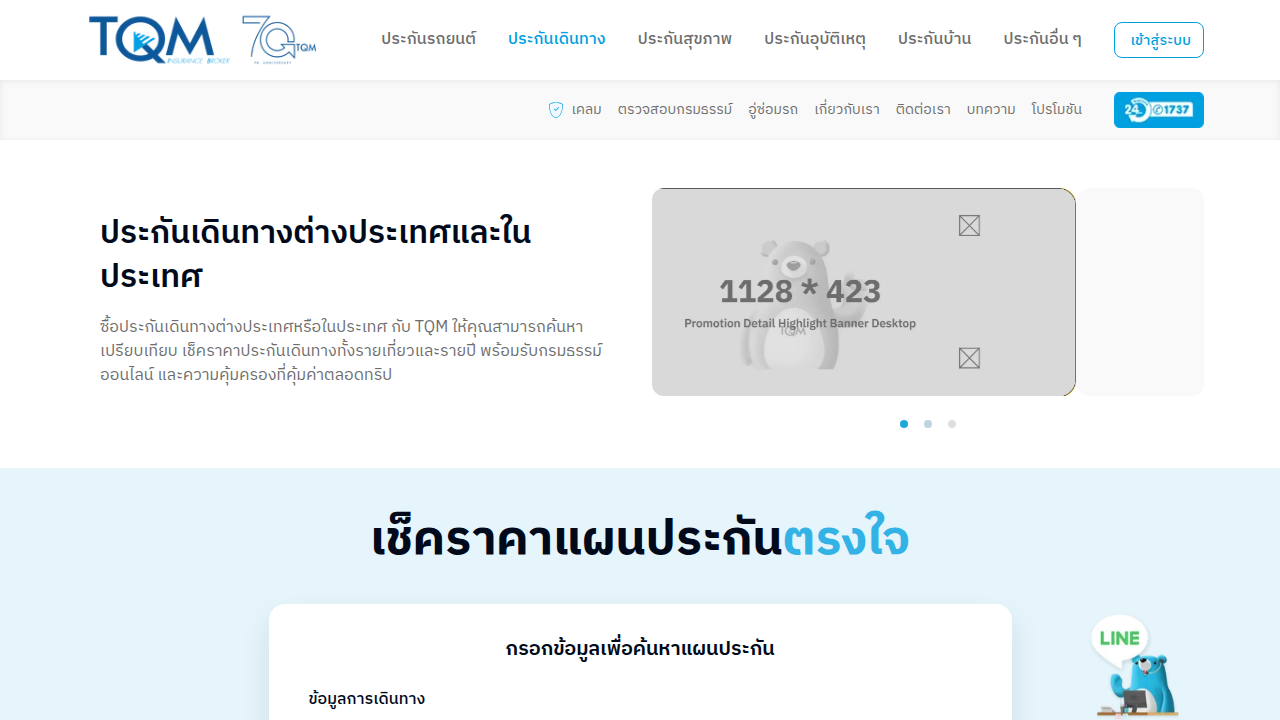 TQM
INSURANCE BROKER
70 TQM
70 ANNIVERSARY
ประกันรถยนต์
ประกันเดินทาง
ประกันสุขภาพ
ประกันอุบัติเหตุ
ประกันบ้าน
ประกันอื่น ๆ
เข้าสู่ระบบ
เคลม
ตรวจสอบกรมธรรม์
อู่ซ่อมรถ
เกี่ยวกับเรา
ติดต่อเรา
บทความ
โปรโมชัน
24 1737
ประกันเดินทางต่างประเทศและใน
ประเทศ
ซื้อประกันเดินทางต่างประเทศหรือในประเทศ กับ TQM ให้คุณสามารถค้นหา
เปรียบเทียบ เช็คราคาประกันเดินทางทั้งรายเที่ยวและรายปี พร้อมรับกรมธรรม์
ออนไลน์ และความคุ้มครองที่คุ้มค่าตลอดทริป
1128 * 423
Promotion Detail Highlight Banner Desktop
TQM
เช็คราคาแผนประกันตรงใจ
กรอกข้อมูลเพื่อค้นหาแผนประกัน
ข้อมูลการเดินทาง
LINE